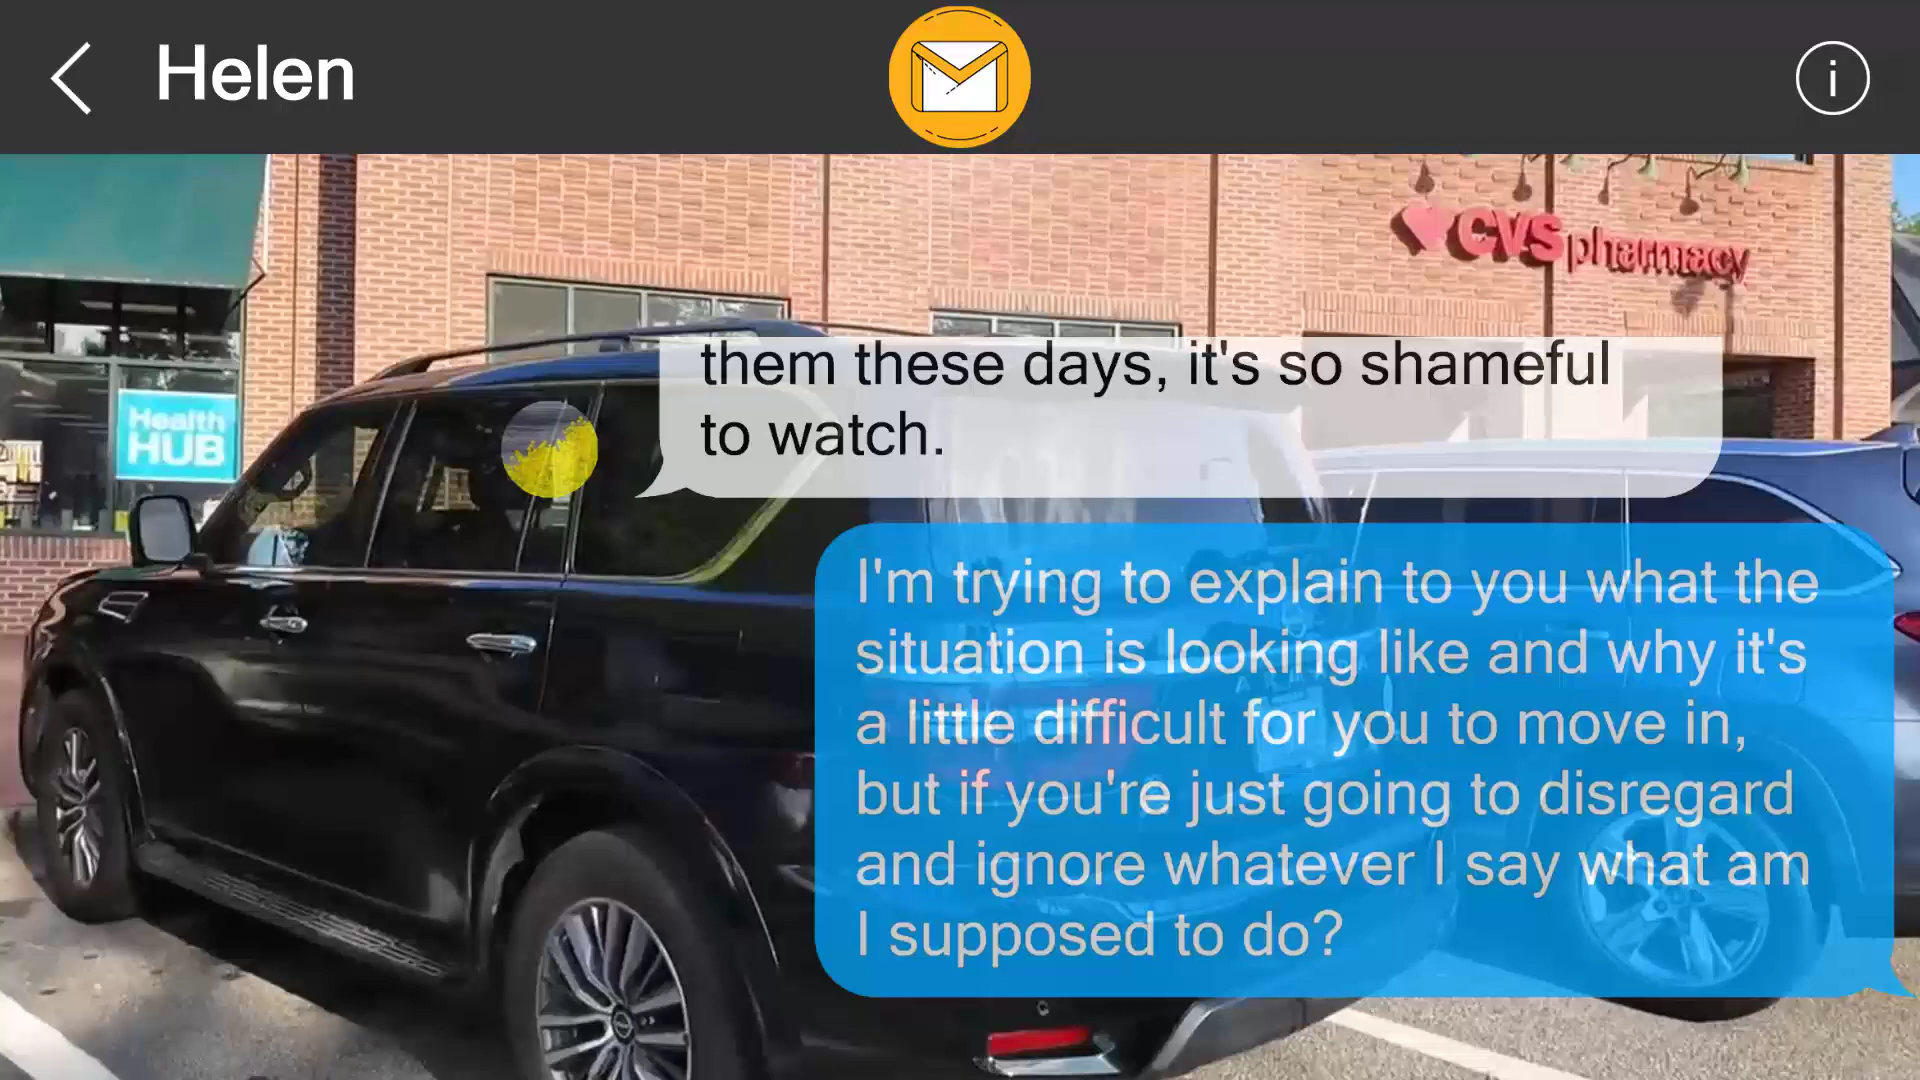 Helen
i
CVS pharmacy
them these days, it's so shameful
to watch.
Health
HUB
I'm trying to explain to you what the
situation is looking like and why it's
a little difficult for you to move in,
but if you're just going to disregard
and ignore whatever I say what am
I supposed to do?